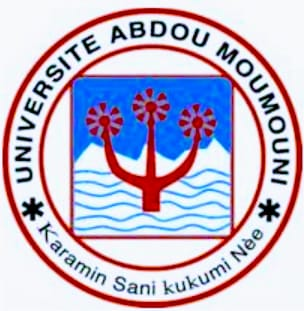 UNIVERSITE ABDOU MOUMOUNI
Karamin Sani kukumi Nèe